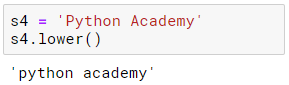 s4 = 'Python Academy'
s4.lower()
'python academy'